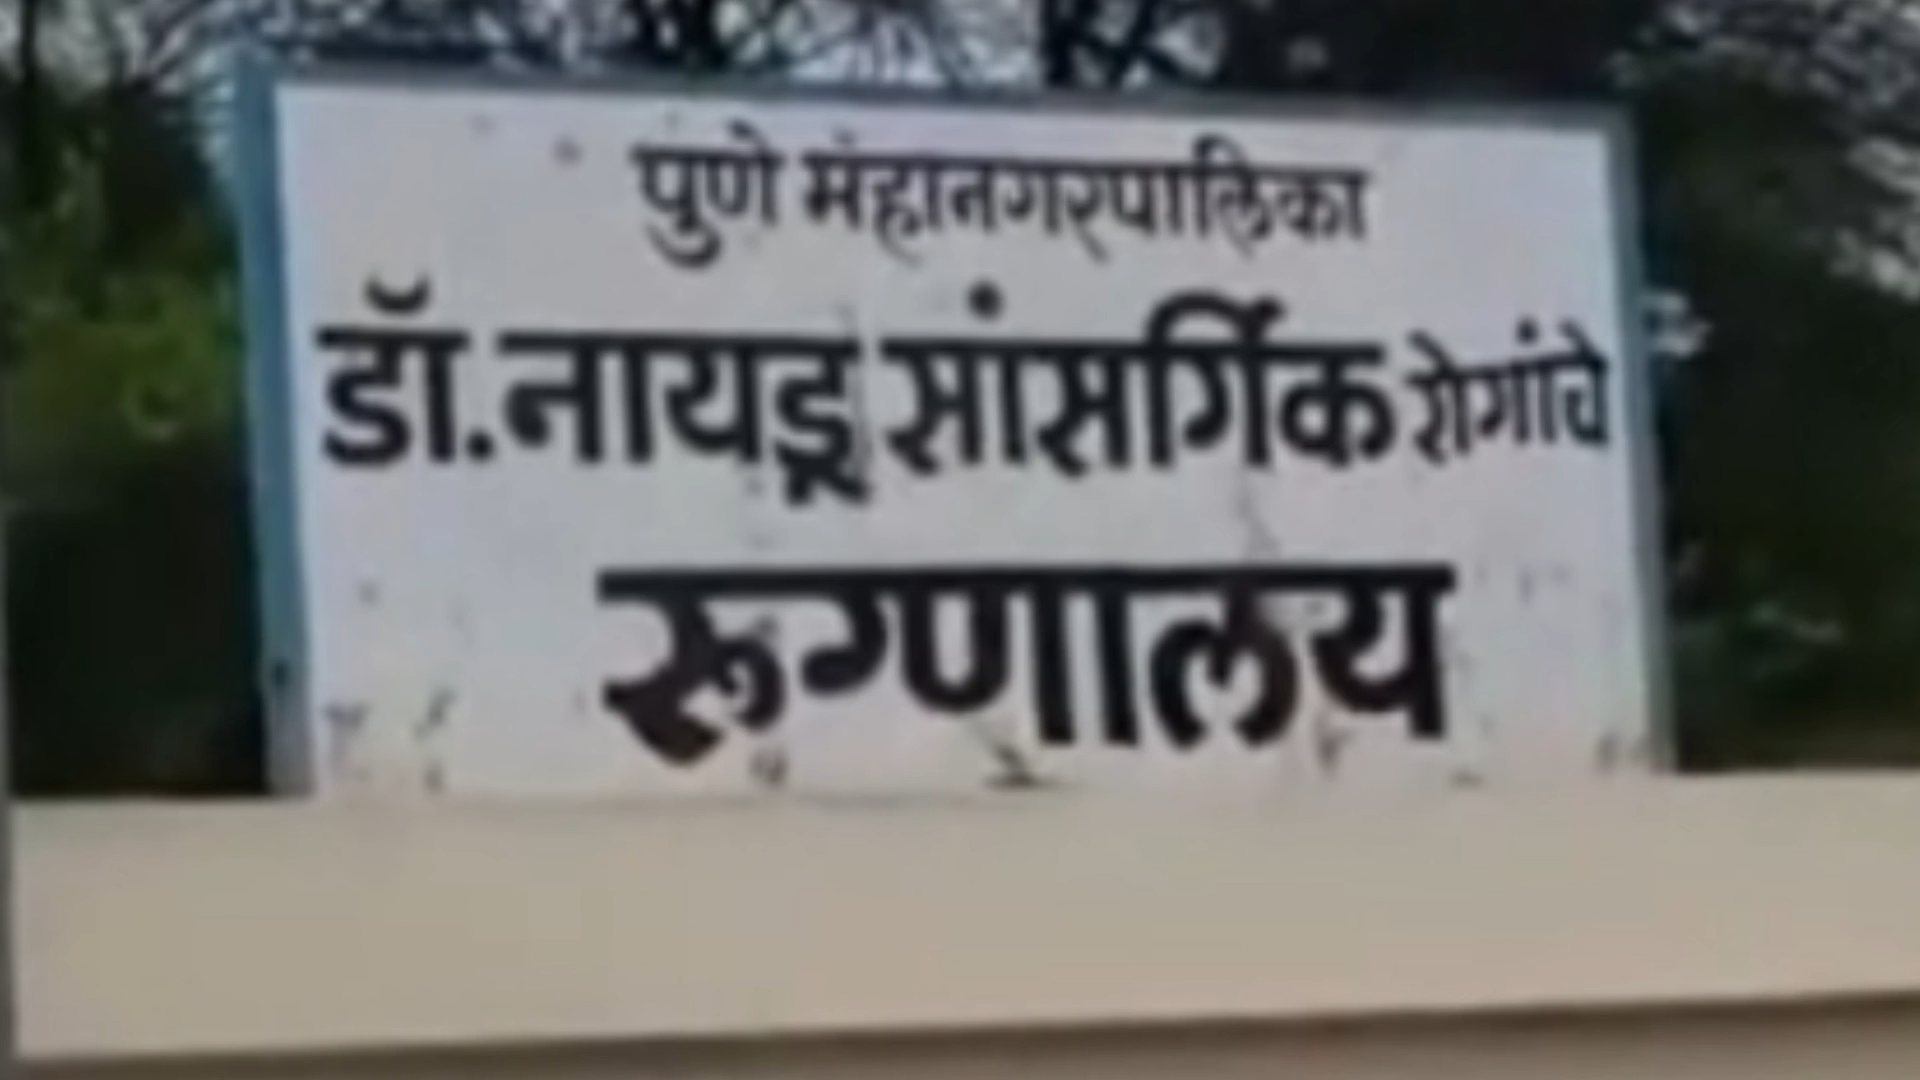 पुणे महानगरपालिका
डॉ.नायडू सांसर्गिक रोगांचे
रूग्णालय